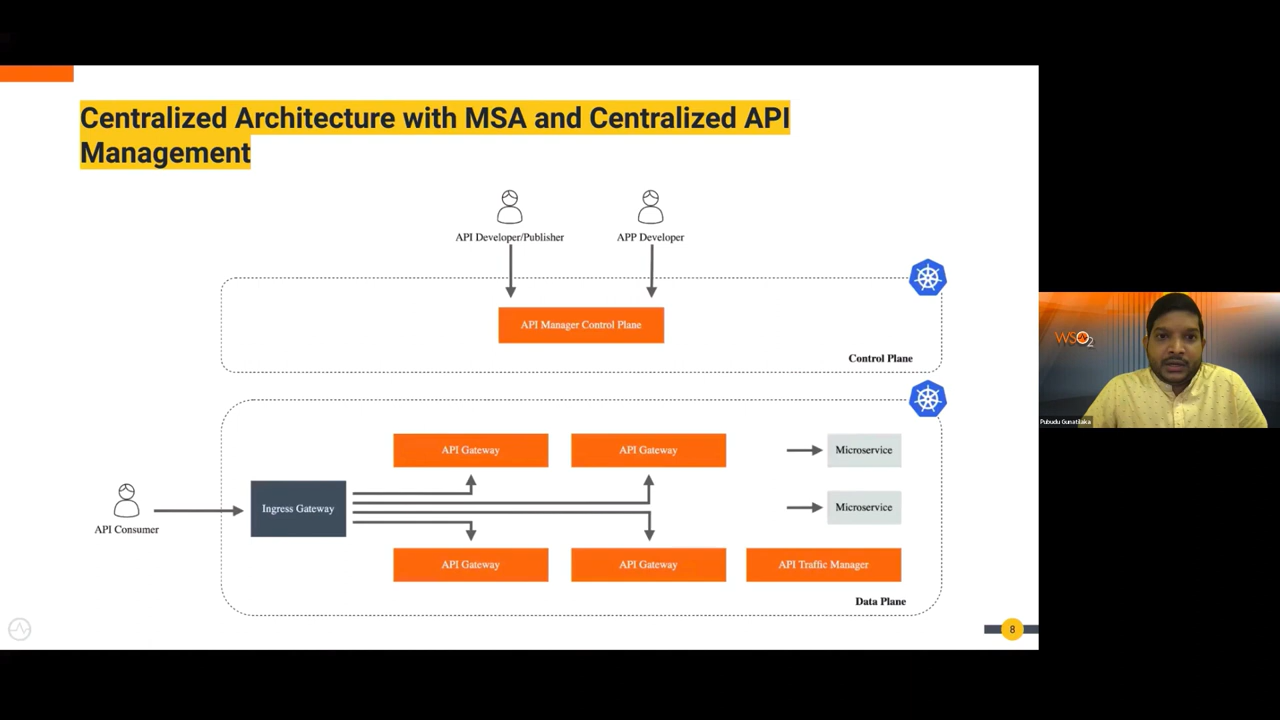 Centralized Architecture with MSA and Centralized API
Management
API Developer/Publisher
APP Developer
API Manager Control Plane
Control Plane
API Gateway
API Gateway
Microservice
Ingress Gateway
Microservice
API Consumer
API Gateway
API Gateway
API Traffic Manager
Data Plane
8
WSO2
Pubudu Gunatilaka